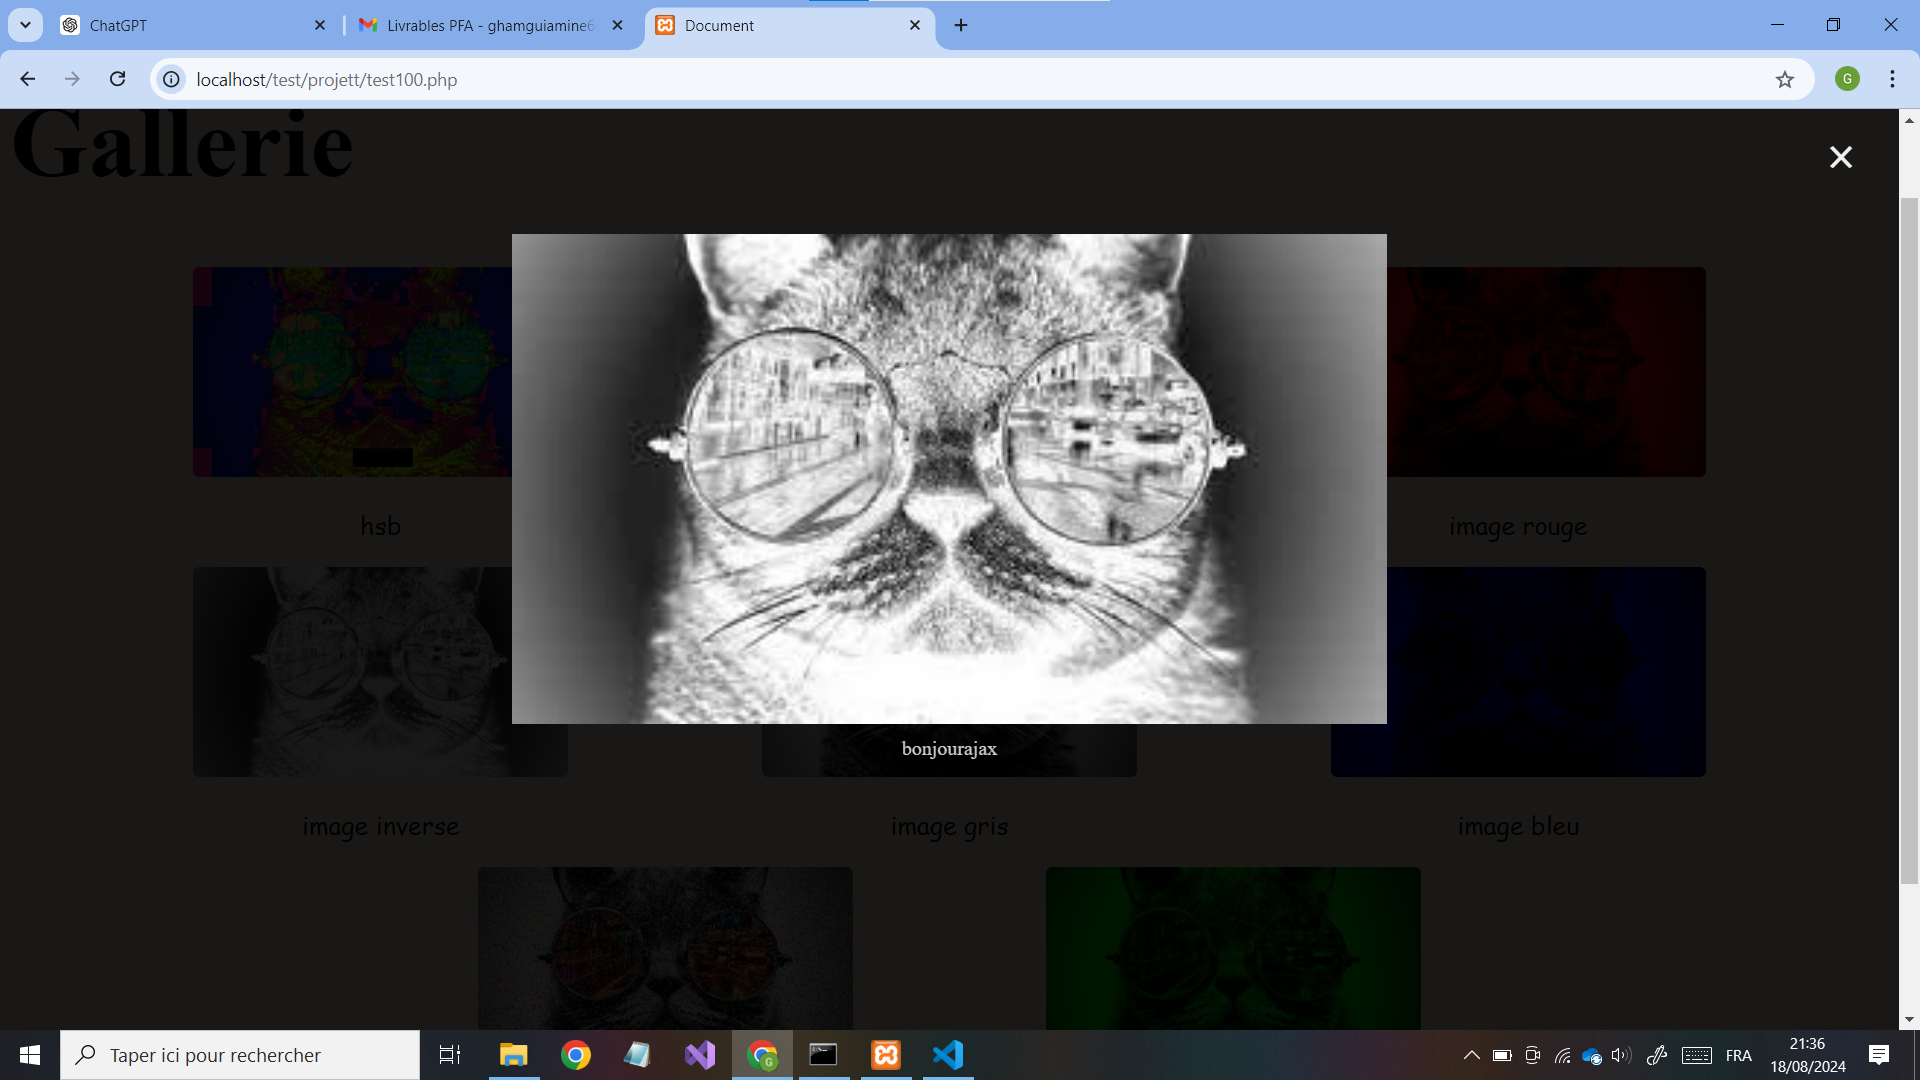 ChatGPT
Livrables PFA - ghamguiamine6
Document
localhost/test/projett/test100.php
G
Gallerie
hsb
image rouge
bonjourajax
image inverse
image gris
image bleu
Taper ici pour rechercher
G
FRA
21:36
18/08/2024